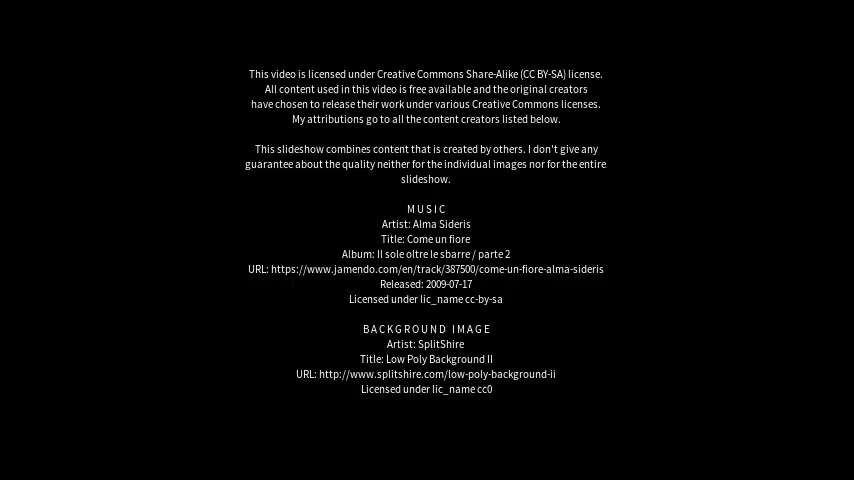 This video is licensed under Creative Commons Share-Alike (CC BY-SA) license.
All content used in this video is free available and the original creators
have chosen to release their work under various Creative Commons licenses.
My attributions go to all the content creators listed below.
This slideshow combines content that is created by others. I don't give any
guarantee about the quality neither for the individual images nor for the entire
slideshow.
MUSIC
Artist: Alma Sideris
Title: Come un fiore
Album: Il sole oltre le sbarre / parte 2
URL: https://www.jamendo.com/en/track/387500/come-un-fiore-alma-sideris
Released: 2009-07-17
Licensed under lic_name cc-by-sa
BACKGROUND IMAGE
Artist: SplitShire
Title: Low Poly Background II
URL: http://www.splitshire.com/low-poly-background-ii
Licensed under lic_name cc0